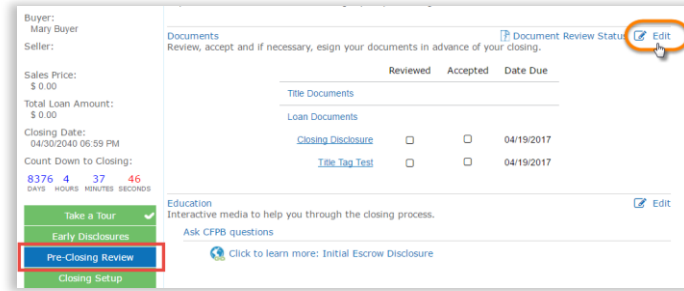 Buyer:
Mary Buyer
Seller:
Sales Price:
$ 0.00
Total Loan Amount:
$ 0.00
Closing Date:
04/30/2040 06:59 PM
Count Down to Closing:
8376 4 37 46
DAYS HOURS MINUTES SECONDS
Take a Tour
Early Disclosures
Pre-Closing Review
Closing Setup
Documents Document Review Status Edit
Review, accept and if necessary, esign your documents in advance of your closing.
Reviewed Accepted Date Due
Title Documents
Loan Documents
Closing Disclosure 04/19/2017
Title Tag Test 04/19/2017
Education Edit
Interactive media to help you through the closing process.
Ask CFPB questions
Click to learn more: Initial Escrow Disclosure